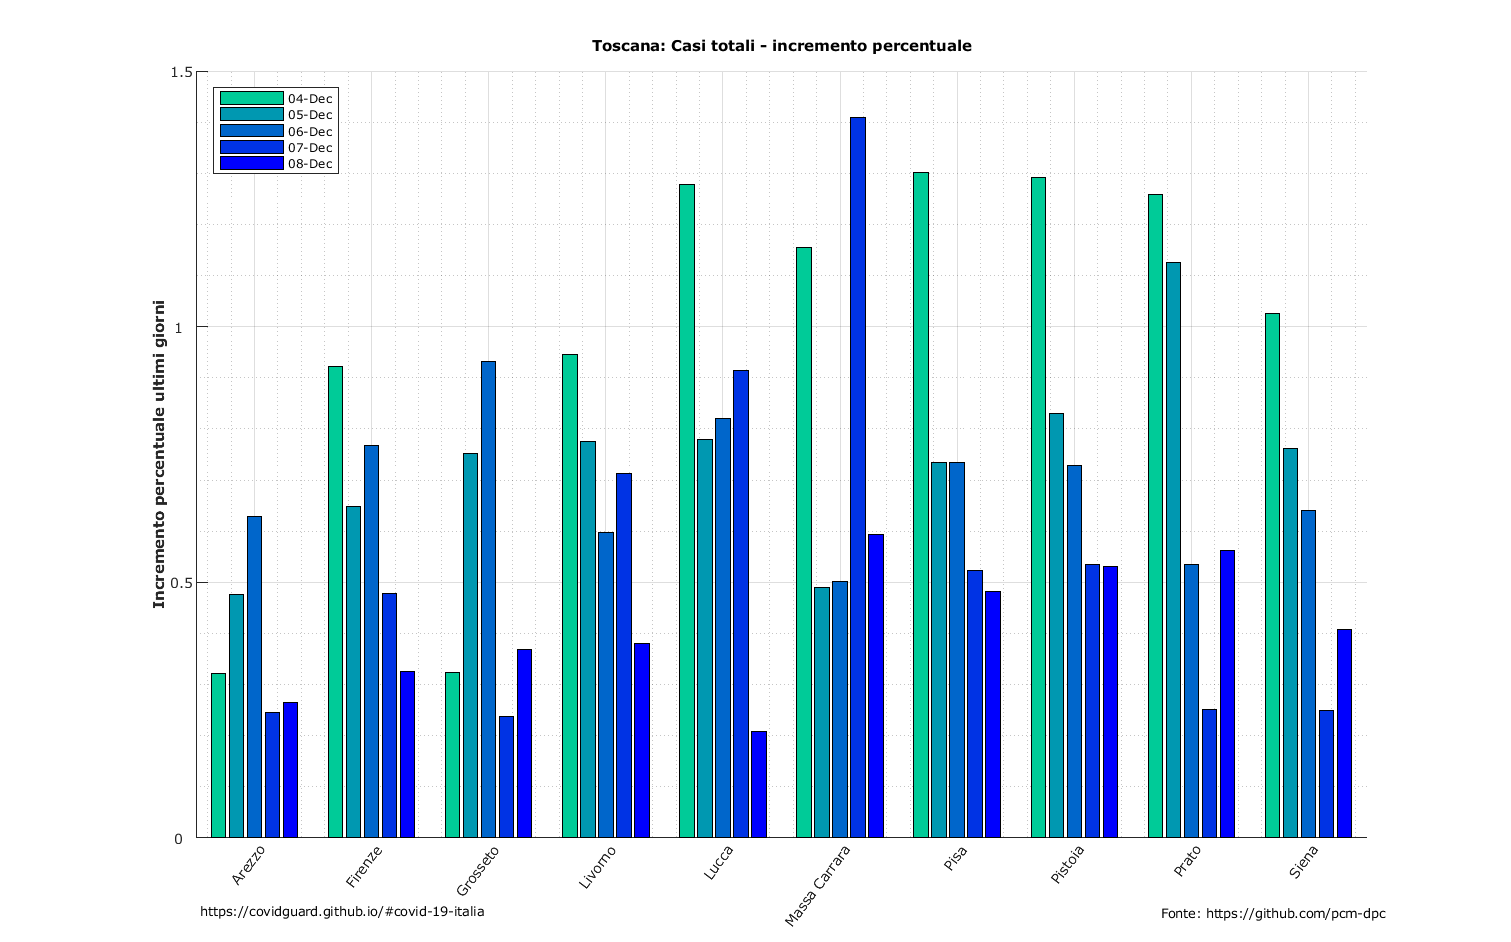 Toscana: Casi totali - incremento percentuale
1.5
04-Dec
05-Dec
06-Dec
07-Dec
08-Dec
1
0.5
0
Incremento percentuale ultimi giorni
Arezzo
Firenze
Grosseto
Livorno
Lucca
Massa Carrara
Pisa
Pistoia
Prato
Siena
https://covidguard.github.io/#covid-19-italia
Fonte: https://github.com/pcm-dpc